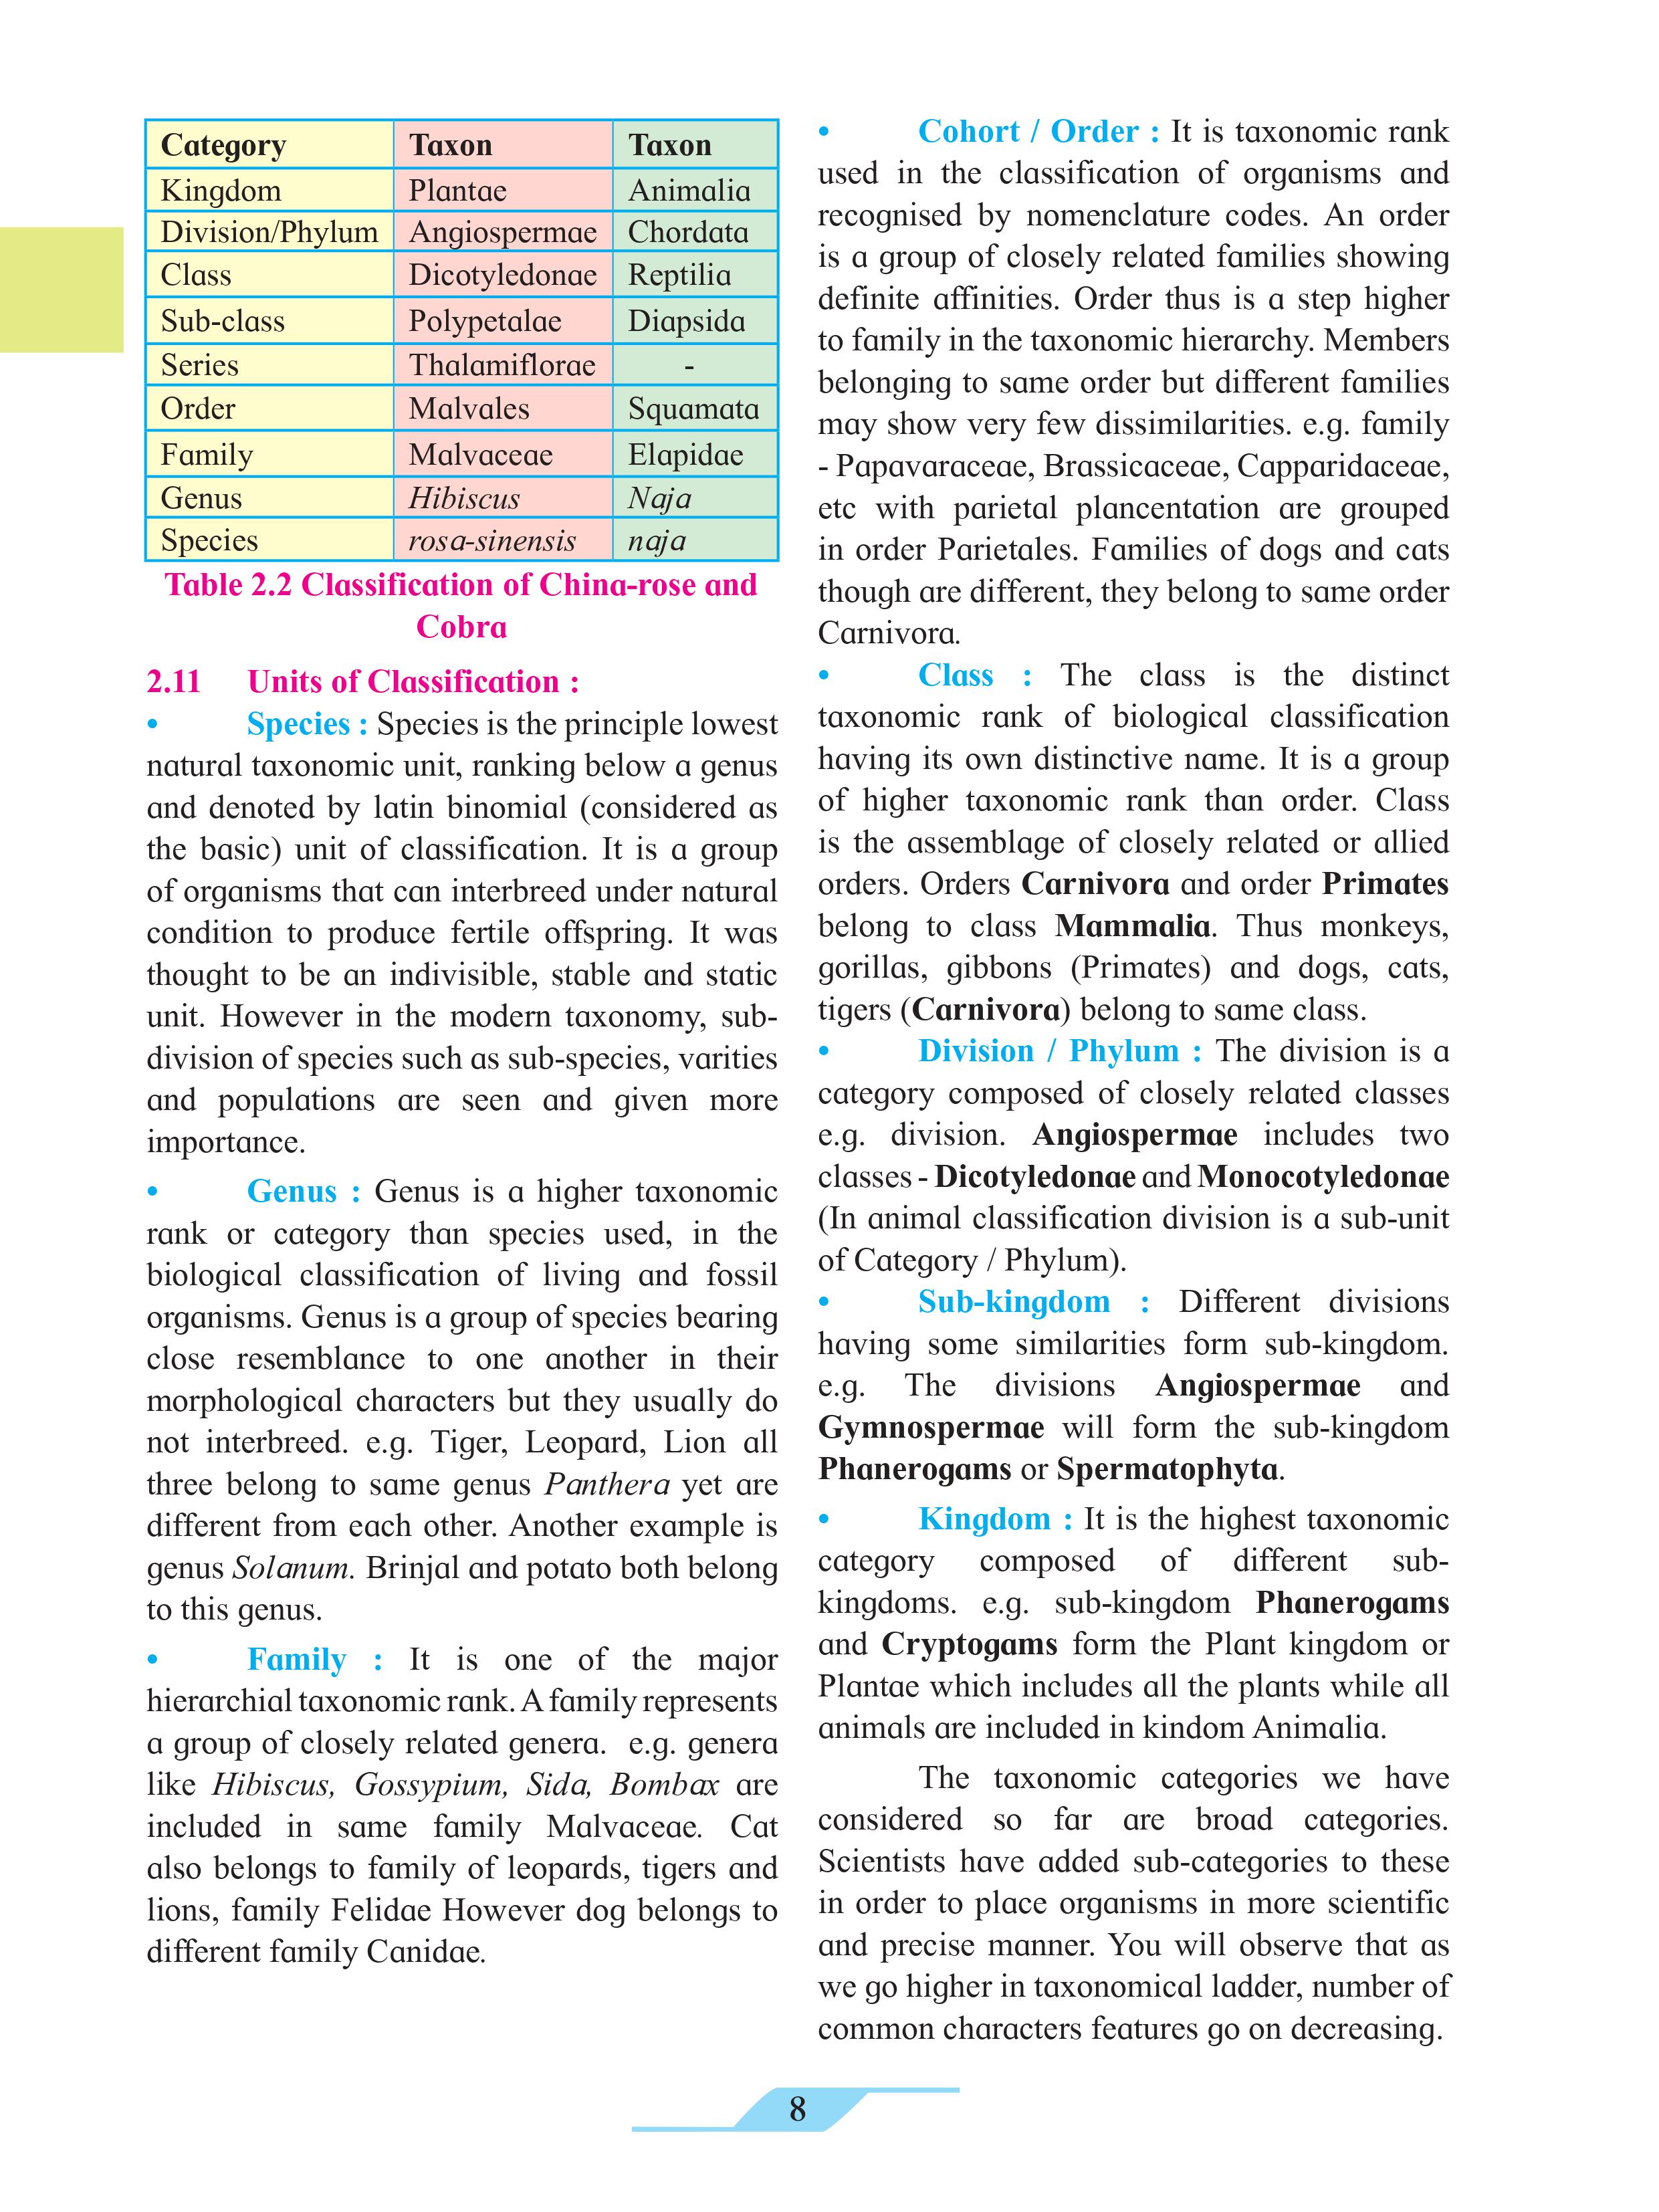 Category Taxon Taxon
Kingdom Plantae Animalia
Division/Phylum Angiospermae Chordata
Class Dicotyledonae Reptilia
Sub-class Polypetalae Diapsida
Series Thalamiflorae -
Order Malvales Squamata
Family Malvaceae Elapidae
Genus Hibiscus Naja
Species rosa-sinensis naja
Table 2.2 Classification of China-rose and
Cobra
2.11 Units of Classification :
• Species : Species is the principle lowest
natural taxonomic unit, ranking below a genus
and denoted by latin binomial (considered as
the basic) unit of classification. It is a group
of organisms that can interbreed under natural
condition to produce fertile offspring. It was
thought to be an indivisible, stable and static
unit. However in the modern taxonomy, sub-
division of species such as sub-species, varities
and populations are seen and given more
importance.
• Genus : Genus is a higher taxonomic
rank or category than species used, in the
biological classification of living and fossil
organisms. Genus is a group of species bearing
close resemblance to one another in their
morphological characters but they usually do
not interbreed. e.g. Tiger, Leopard, Lion all
three belong to same genus Panthera yet are
different from each other. Another example is
genus Solanum. Brinjal and potato both belong
to this genus.
• Family : It is one of the major
hierarchial taxonomic rank. A family represents
a group of closely related genera. e.g. genera
like Hibiscus, Gossypium, Sida, Bombax are
included in same family Malvaceae. Cat
also belongs to family of leopards, tigers and
lions, family Felidae However dog belongs to
different family Canidae.
• Cohort / Order : It is taxonomic rank
used in the classification of organisms and
recognised by nomenclature codes. An order
is a group of closely related families showing
definite affinities. Order thus is a step higher
to family in the taxonomic hierarchy. Members
belonging to same order but different families
may show very few dissimilarities. e.g. family
- Papavaraceae, Brassicaceae, Capparidaceae,
etc with parietal plancentation are grouped
in order Parietales. Families of dogs and cats
though are different, they belong to same order
Carnivora.
• Class : The class is the distinct
taxonomic rank of biological classification
having its own distinctive name. It is a group
of higher taxonomic rank than order. Class
is the assemblage of closely related or allied
orders. Orders Carnivora and order Primates
belong to class Mammalia. Thus monkeys,
gorillas, gibbons (Primates) and dogs, cats,
tigers (Carnivora) belong to same class.
• Division / Phylum : The division is a
category composed of closely related classes
e.g. division. Angiospermae includes two
classes - Dicotyledonae and Monocotyledonae
(In animal classification division is a sub-unit
of Category / Phylum).
• Sub-kingdom : Different divisions
having some similarities form sub-kingdom.
e.g. The divisions Angiospermae and
Gymnospermae will form the sub-kingdom
Phanerogams or Spermatophyta.
• Kingdom : It is the highest taxonomic
category composed of different sub-
kingdoms. e.g. sub-kingdom Phanerogams
and Cryptogams form the Plant kingdom or
Plantae which includes all the plants while all
animals are included in kindom Animalia.
The taxonomic categories we have
considered so far are broad categories.
Scientists have added sub-categories to these
in order to place organisms in more scientific
and precise manner. You will observe that as
we go higher in taxonomical ladder, number of
common characters features go on decreasing.
8